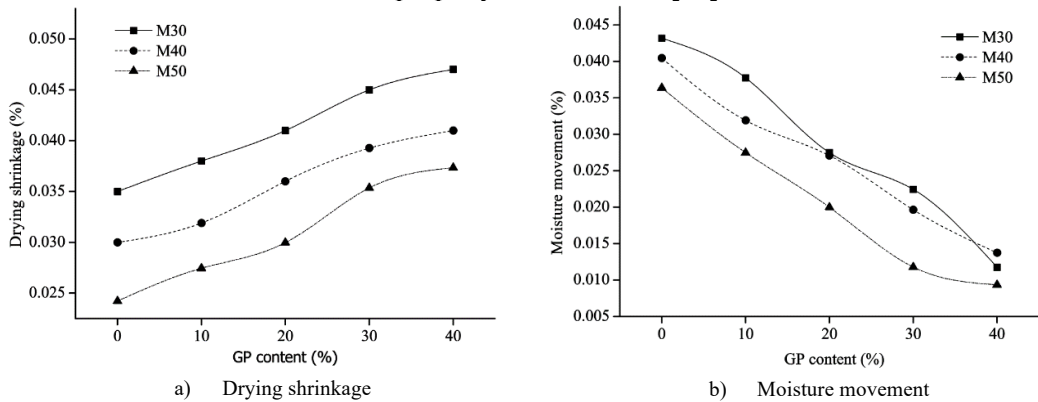 M30
M40
M50
0.050
0.045
0.040
0.035
0.030
0.025
Drying shrinkage (%)
0 10 20 30 40
GP content (%)
a) Drying shrinkage
M30
M40
M50
0.045
0.040
0.035
0.030
0.025
0.020
0.015
0.010
0.005
Moisture movement (%)
0 10 20 30 40
GP content (%)
b) Moisture movement